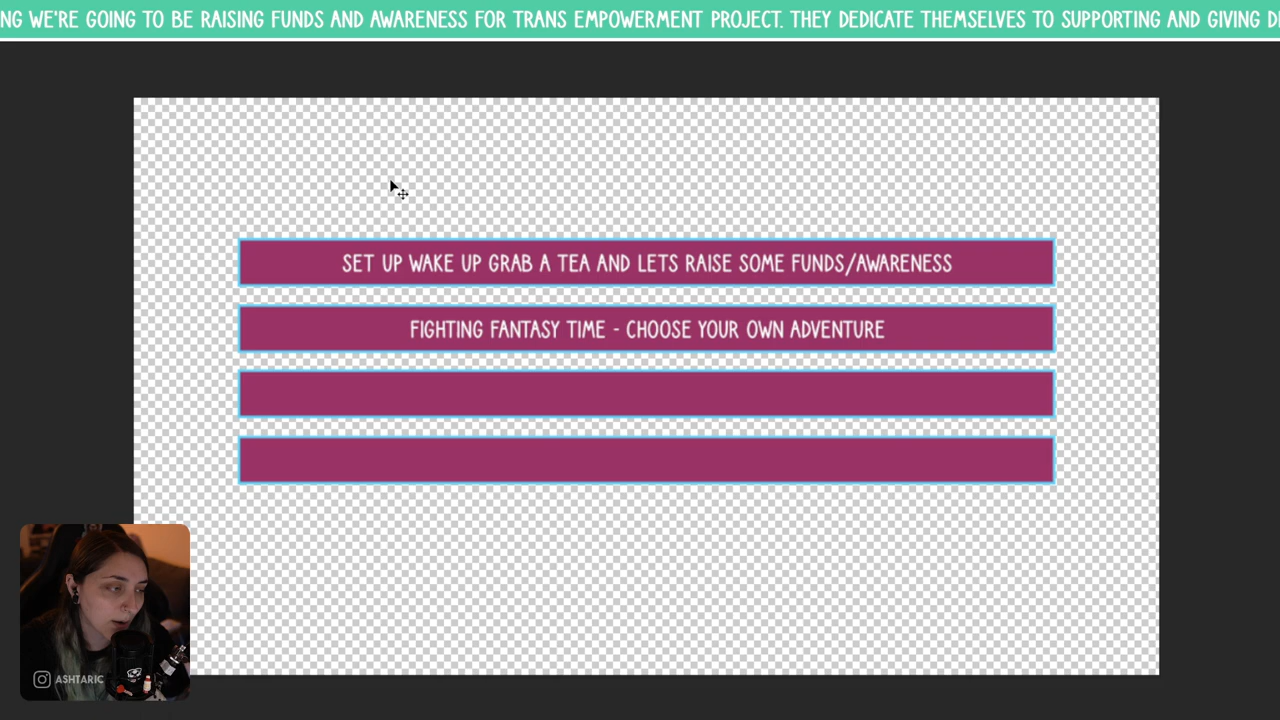 NG WE'RE GOING TO BE RAISING FUNDS AND AWARENESS FOR TRANS EMPOWERMENT PROJECT. THEY DEDICATE THEMSELVES TO SUPPORTING AND GIVING
SET UP WAKE UP GRAB A TEA AND LETS RAISE SOME FUNDS/AWARENESS
FIGHTING FANTASY TIME - CHOOSE YOUR OWN ADVENTURE
ASHTARIC